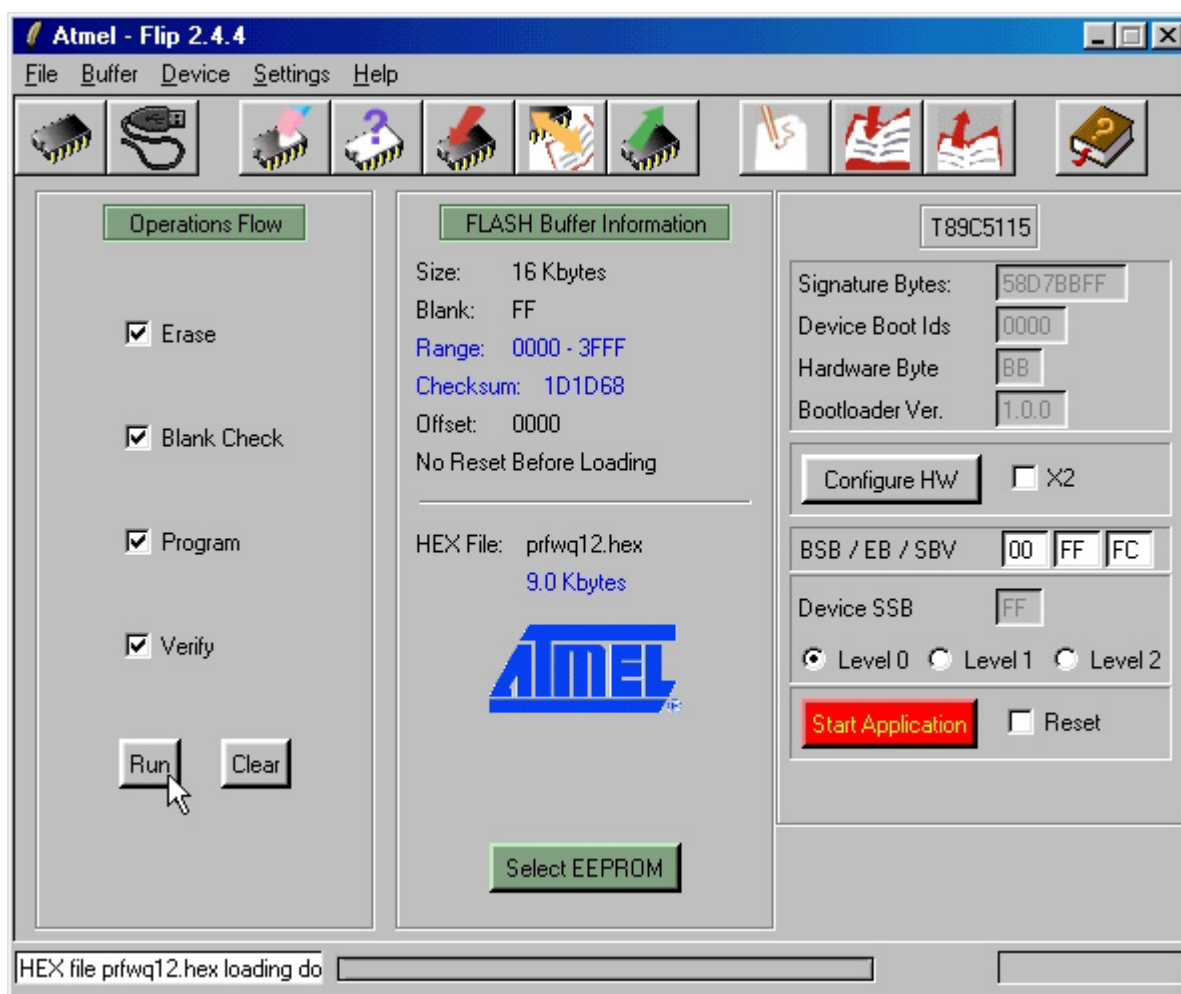 Atmel - Flip 2.4.4
File Buffer Device Settings Help
Operations Flow
Erase
Blank Check
Program
Verify
Run Clear
FLASH Buffer Information
Size: 16 Kbytes
Blank: FF
Range: 0000 - 3FFF
Checksum: 1D1D68
Offset: 0000
No Reset Before Loading
HEX File: prfwq12.hex
9.0 Kbytes
ATMEL ®
Select EEPROM
T89C5115
Signature Bytes: 58D7BBFF
Device Boot Ids 0000
Hardware Byte BB
Bootloader Ver. 1.0.0
Configure HW X2
BSB / EB / SBV 00 FF FC
Device SSB FF
Level 0 Level 1 Level 2
Start Application Reset
HEX file prfwq12.hex loading do